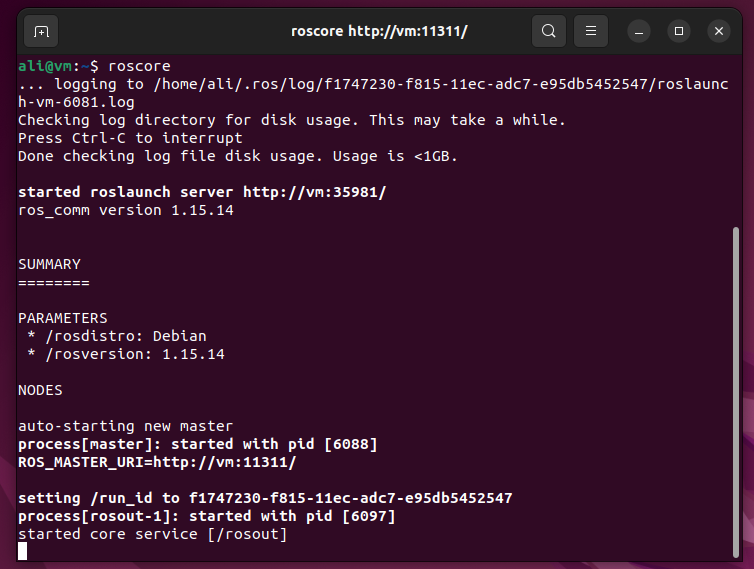 roscore http://vm:11311/
ali@vm:~$ roscore
... logging to /home/ali/.ros/log/f1747230-f815-11ec-adc7-e95db5452547/roslaunc
h-vm-6081.log
Checking log directory for disk usage. This may take a while.
Press Ctrl-C to interrupt
Done checking log file disk usage. Usage is <1GB.
started roslaunch server http://vm:35981/
ros_comm version 1.15.14
SUMMARY
========
PARAMETERS
 * /rosdistro: Debian
 * /rosversion: 1.15.14
NODES
auto-starting new master
process[master]: started with pid [6088]
ROS_MASTER_URI=http://vm:11311/
setting /run_id to f1747230-f815-11ec-adc7-e95db5452547
process[rosout-1]: started with pid [6097]
started core service [/rosout]